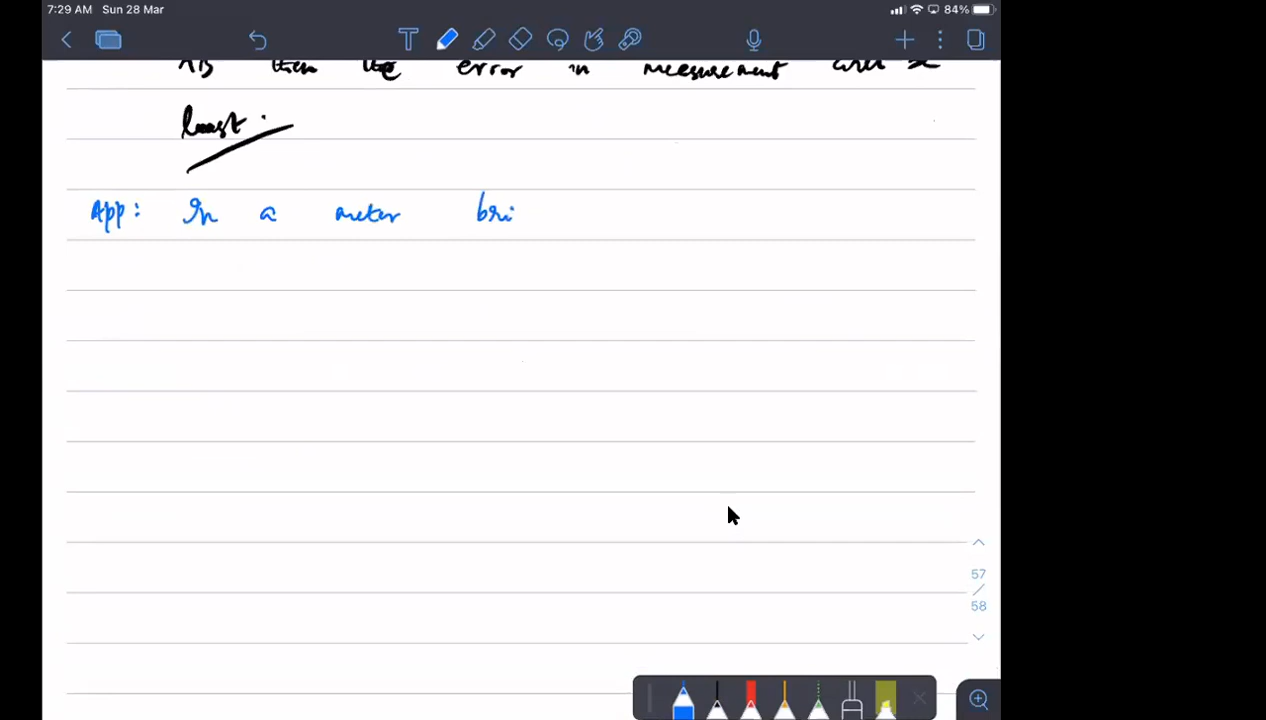 7:29 AM Sun 28 Mar
84%
T
AB then the error in measurement will be
least.
App: In a meter bri
57
/
58